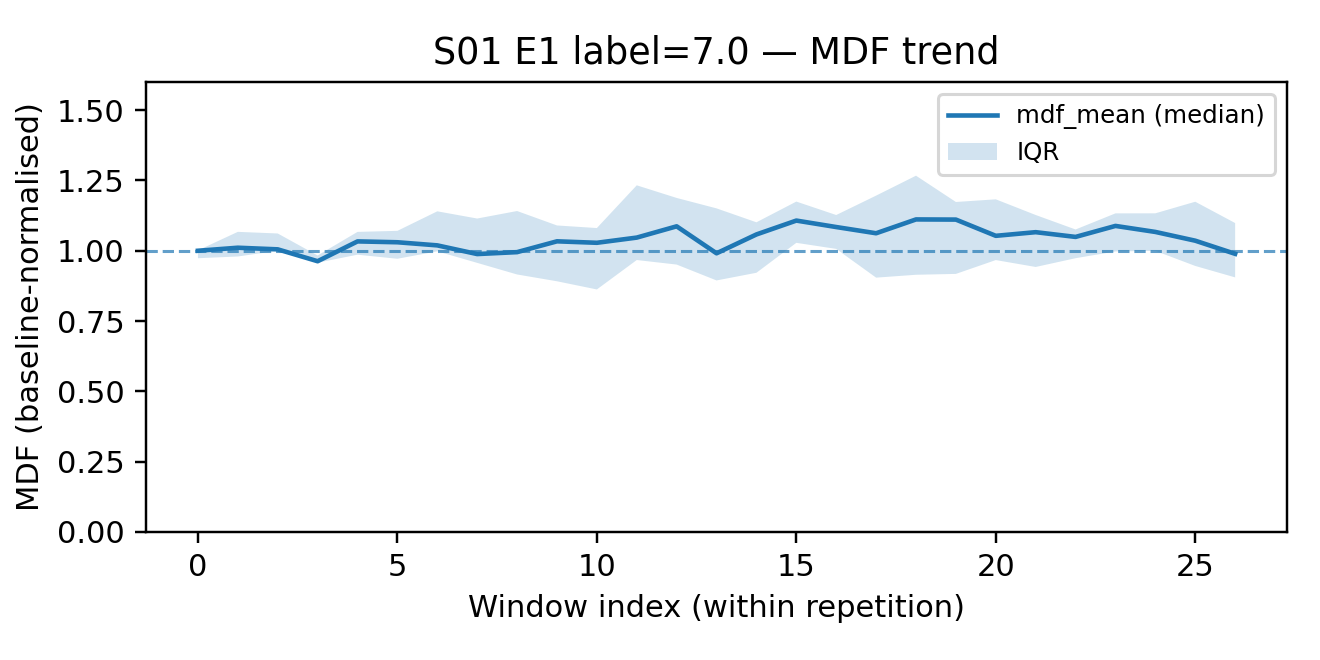 S01 E1 label=7.0 — MDF trend
MDF (baseline-normalised)
1.50
1.25
1.00
0.75
0.50
0.25
0.00
mdf_mean (median)
IQR
0 5 10 15 20 25
Window index (within repetition)